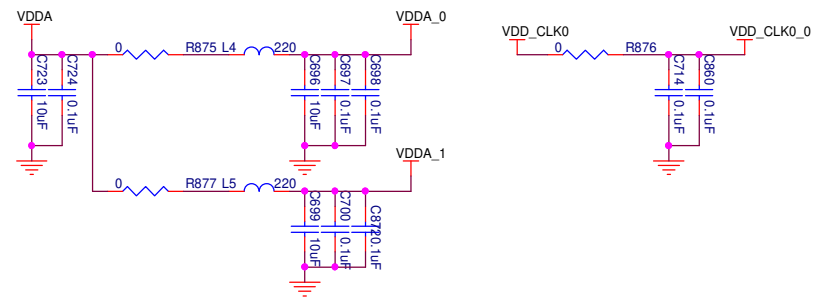 VDDA
VDDA_0
VDD_CLK0
VDD_CLK0_0
0
R875
L4
220
0
R876
C723
10uF
C724
0.1uF
C696
10uF
C697
0.1uF
C698
0.1uF
C714
0.1uF
C860
0.1uF
VDDA_1
0
R877
L5
220
C699
10uF
C700
0.1uF
C872
0.1uF